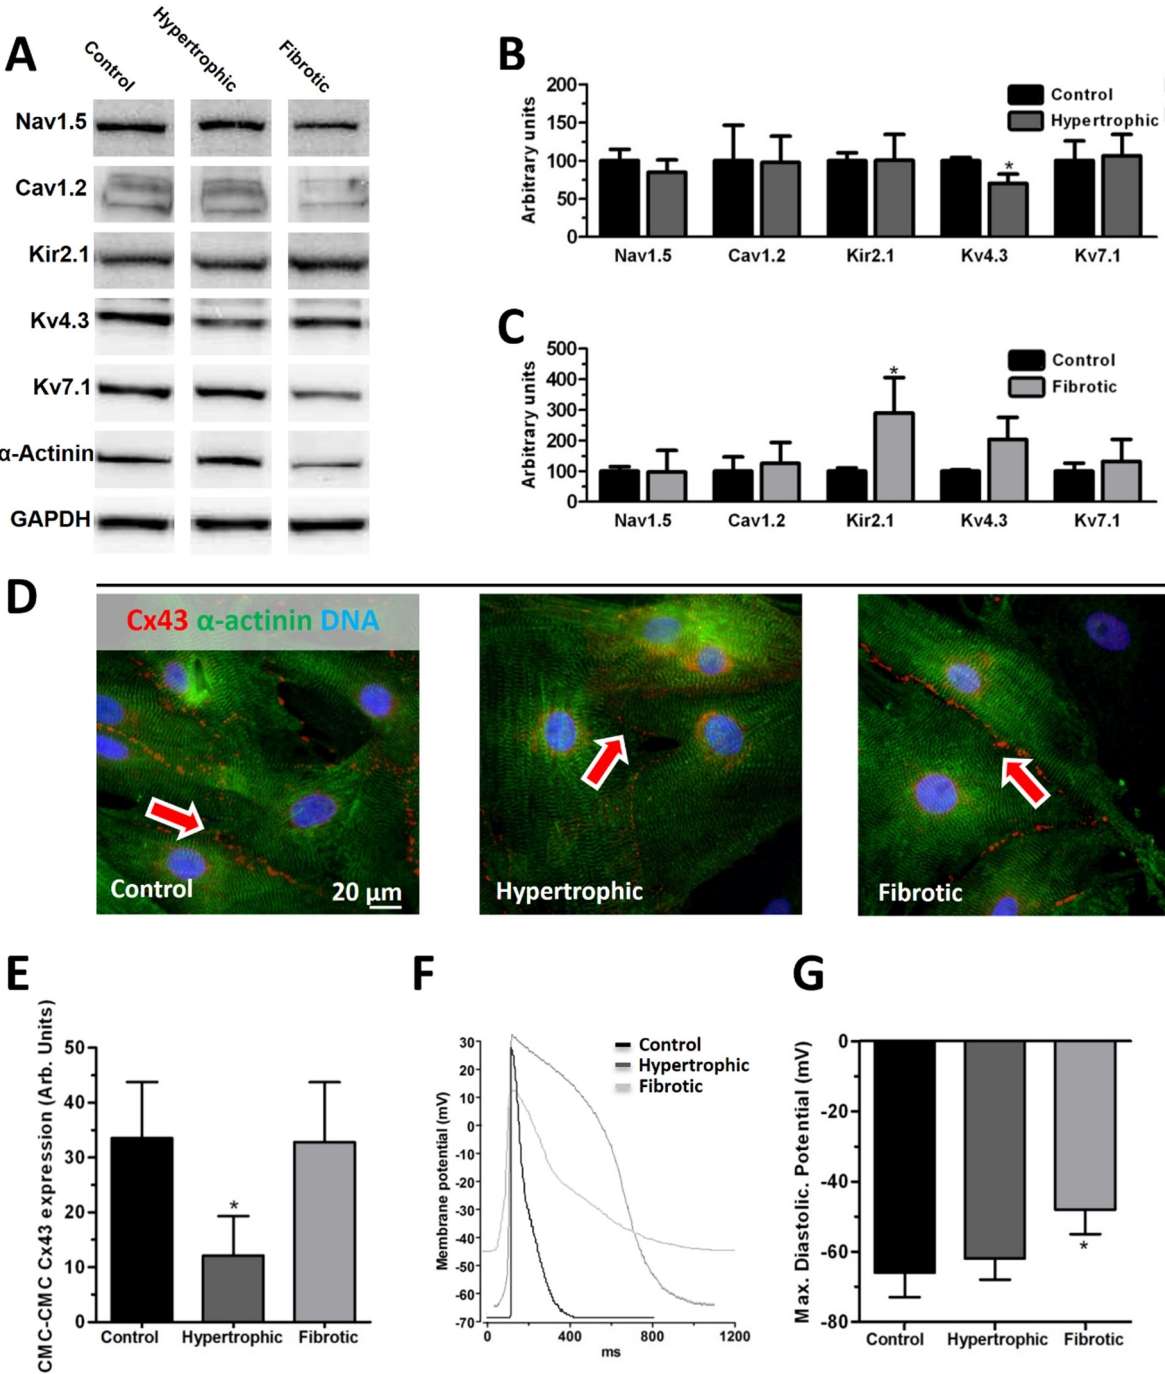 A
Control
Hypertrophic
Fibrotic
Nav1.5
Cav1.2
Kir2.1
Kv4.3
Kv7.1
α-Actinin
GAPDH
B
Arbitrary units
200
150
100
50
0
Control
Hypertrophic
*
Nav1.5 Cav1.2 Kir2.1 Kv4.3 Kv7.1
C
Arbitrary units
500
400
300
200
100
0
Control
Fibrotic
*
Nav1.5 Cav1.2 Kir2.1 Kv4.3 Kv7.1
D
Cx43 α-actinin DNA
Control
20 µm
Hypertrophic
Fibrotic
E
CMC-CMC Cx43 expression (Arb. Units)
50
40
30
20
10
0
*
Control Hypertrophic Fibrotic
F
Membrane potential (mV)
30
20
10
0
-10
-20
-30
-40
-50
-60
-70
Control
Hypertrophic
Fibrotic
0 400 800 1200
ms
G
Max. Diastolic. Potential (mV)
0
-20
-40
-60
-80
*
Control Hypertrophic Fibrotic